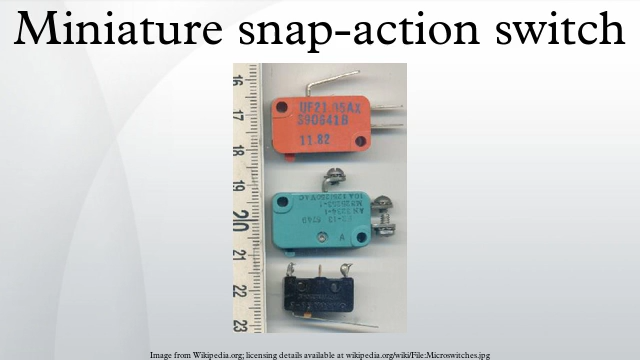 Miniature snap-action switch
16
17
18
19
20
21
22
23
UF21.05Ax
S90641B
11.82
A
Image from Wikipedia.org; licensing details available at wikipedia.org/wiki/File:Microswitches.jpg